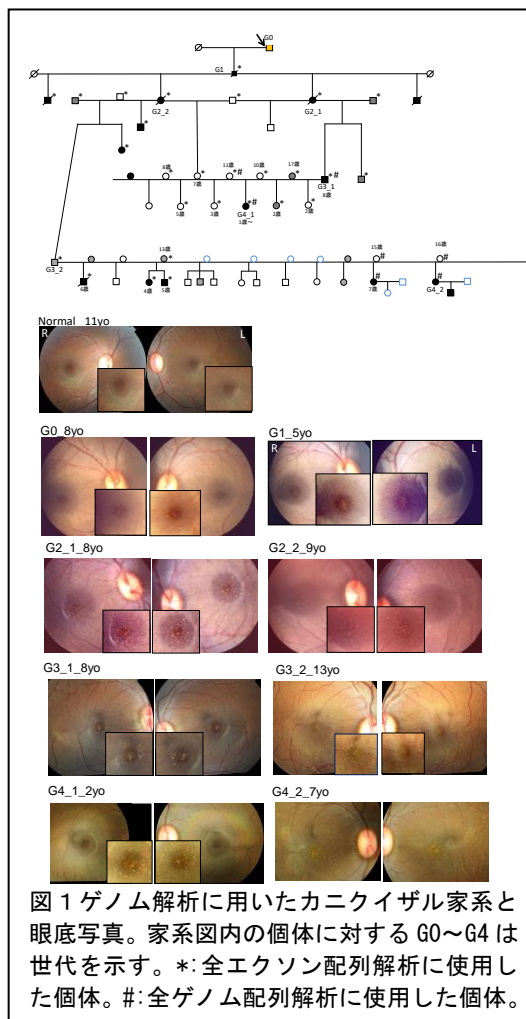 G0
G1 *
* * * G2_2 * * * G2_1 *
* *
8歳 * 7歳 * 11歳 *# 10歳 * 17歳 * *# G3_1 8歳 *
5歳 * 3歳 * *# G4_1 1歳～ 2歳 * 2歳 *
G3_2 * 13歳 * 15歳 # 16歳 #
6歳 * 4歳 * 5歳 * 7歳 # G4_2 #
Normal 11yo
R L
G0_8yo G1_5yo
R L
G2_1_8yo G2_2_9yo
G3_1_8yo G3_2_13yo
G4_1_2yo G4_2_7yo
図1ゲノム解析に用いたカニクイザル家系と
眼底写真。家系図内の個体に対する G0～G4 は
世代を示す。*:全エクソン配列解析に使用し
た個体。#:全ゲノム配列解析に使用した個体。